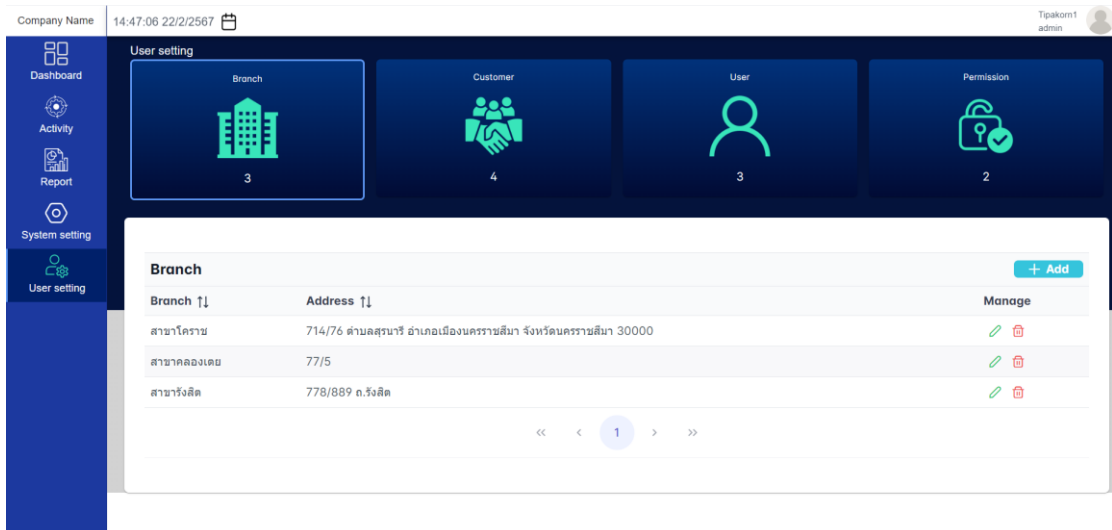 Company Name
14:47:06 22/2/2567
Tipakorn1
admin
Dashboard
Activity
Report
System setting
User setting
User setting
Branch
3
Customer
4
User
3
Permission
2
Branch
+ Add
Branch ↑↓ Address ↑↓ Manage
สาขาโคราช 714/76 ตำบลสุรนารี อำเภอเมืองนครราชสีมา จังหวัดนครราชสีมา 30000
สาขาคลองเตย 77/5
สาขารังสิต 778/889 ถ.รังสิต
« ‹ 1 › »